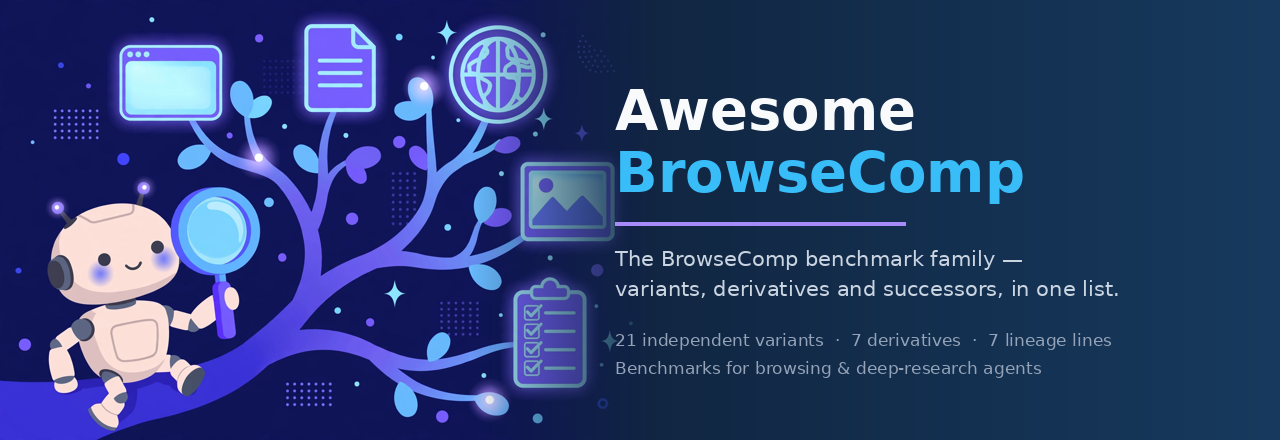 Awesome
BrowseComp
The BrowseComp benchmark family —
variants, derivatives and successors, in one list.
21 independent variants · 7 derivatives · 7 lineage lines
Benchmarks for browsing & deep-research agents